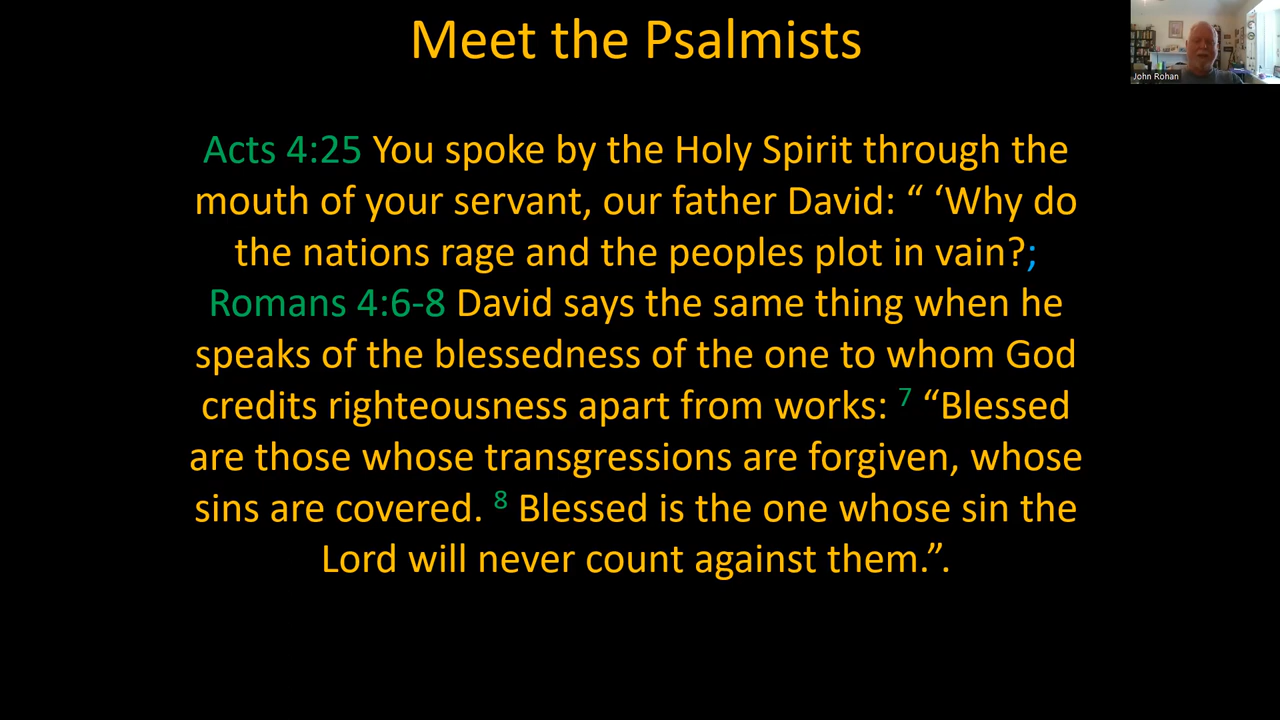 Meet the Psalmists
John Rohan
Acts 4:25 You spoke by the Holy Spirit through the
mouth of your servant, our father David: “ ‘Why do
the nations rage and the peoples plot in vain?;
Romans 4:6-8 David says the same thing when he
speaks of the blessedness of the one to whom God
credits righteousness apart from works: 7 “Blessed
are those whose transgressions are forgiven, whose
sins are covered. 8 Blessed is the one whose sin the
Lord will never count against them.”.